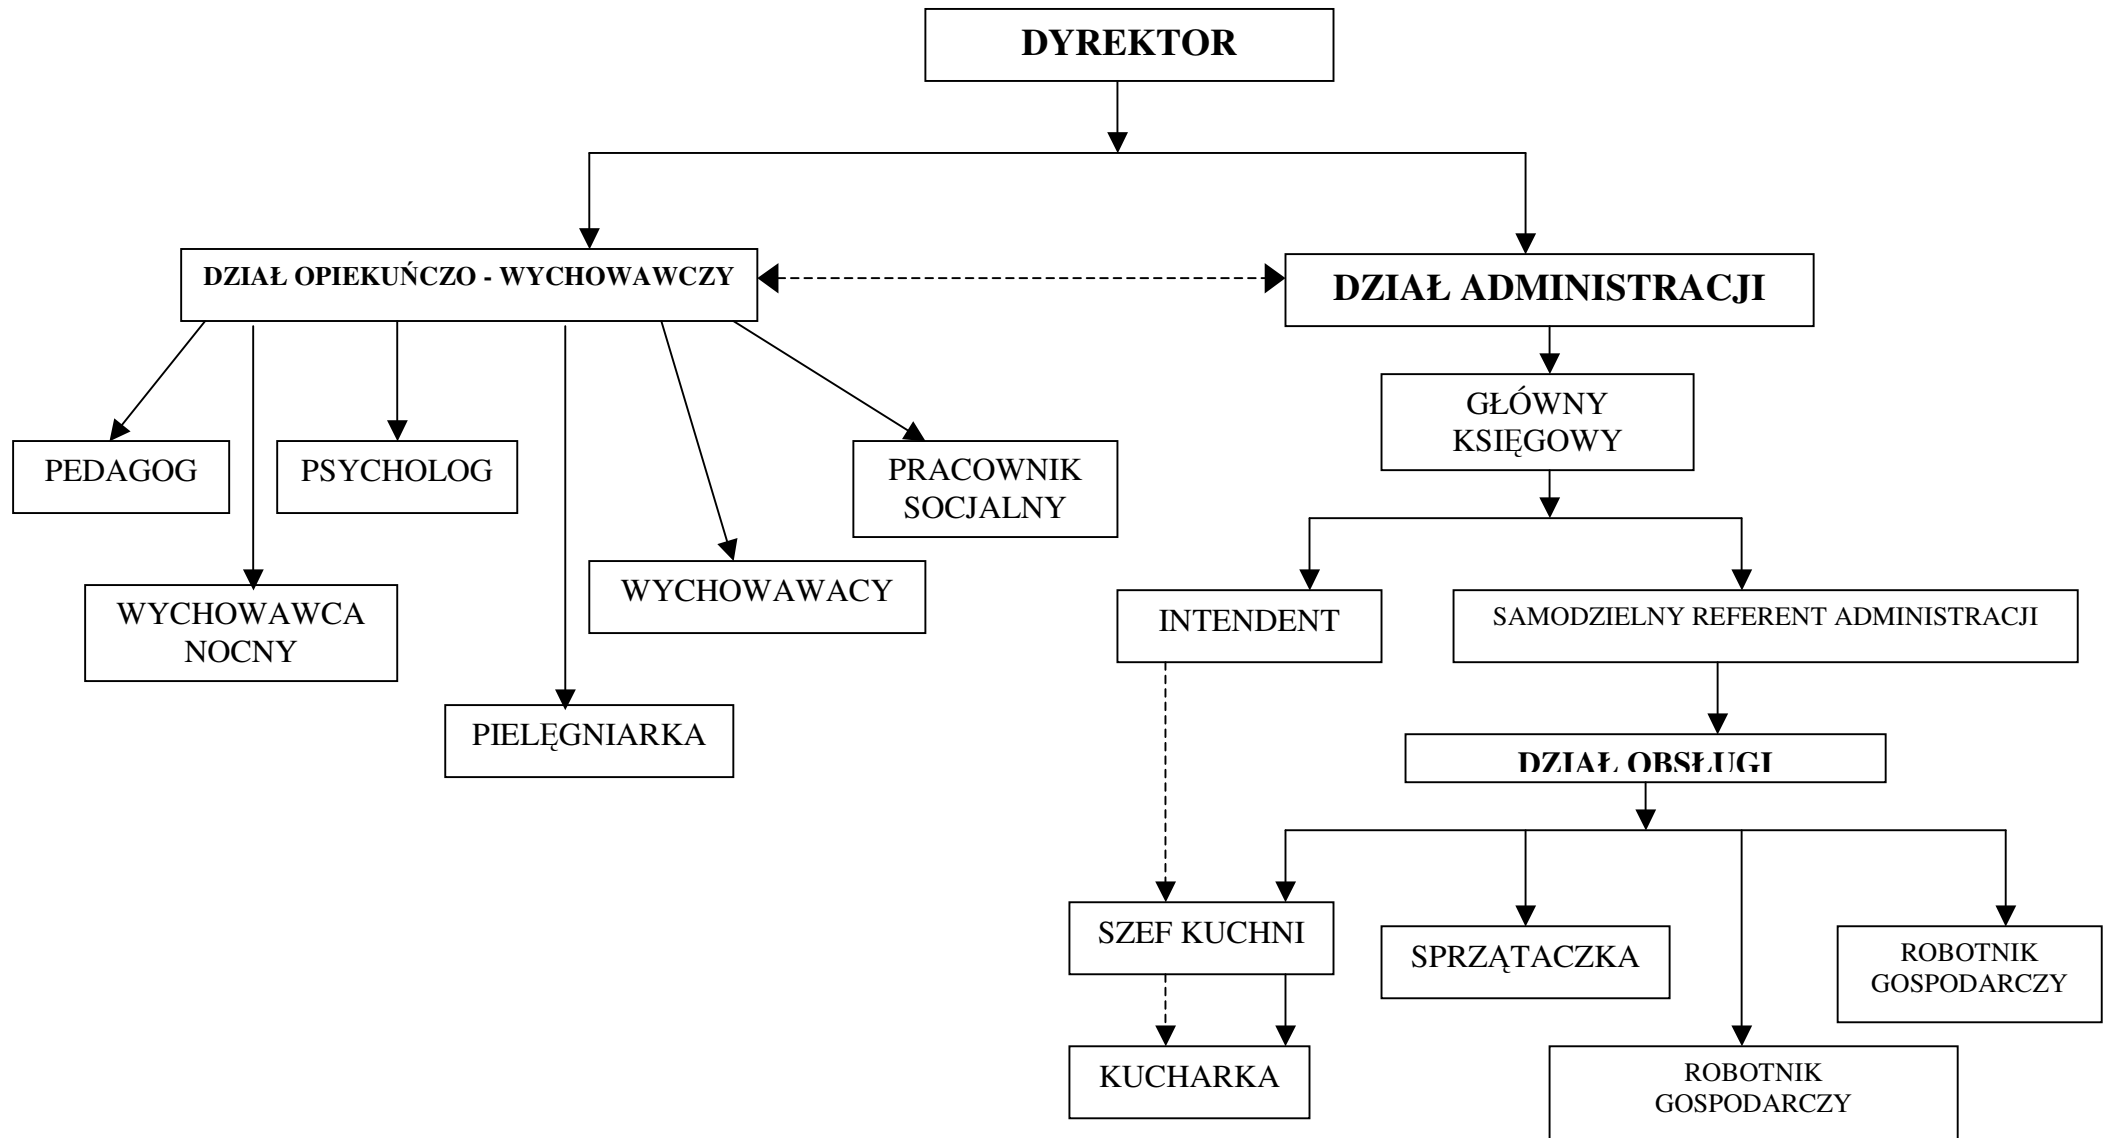 DYREKTOR
DZIAŁ OPIEKUŃCZO - WYCHOWAWCZY
DZIAŁ ADMINISTRACJI
GŁÓWNY
KSIĘGOWY
PEDAGOG
PSYCHOLOG
PRACOWNIK
SOCJALNY
WYCHOWAWCA
NOCNY
WYCHOWAWACY
INTENDENT
SAMODZIELNY REFERENT ADMINISTRACJI
PIELĘGNIARKA
DZIAŁ OBSŁUGI
SZEF KUCHNI
SPRZĄTACZKA
ROBOTNIK
GOSPODARCZY
KUCHARKA
ROBOTNIK
GOSPODARCZY